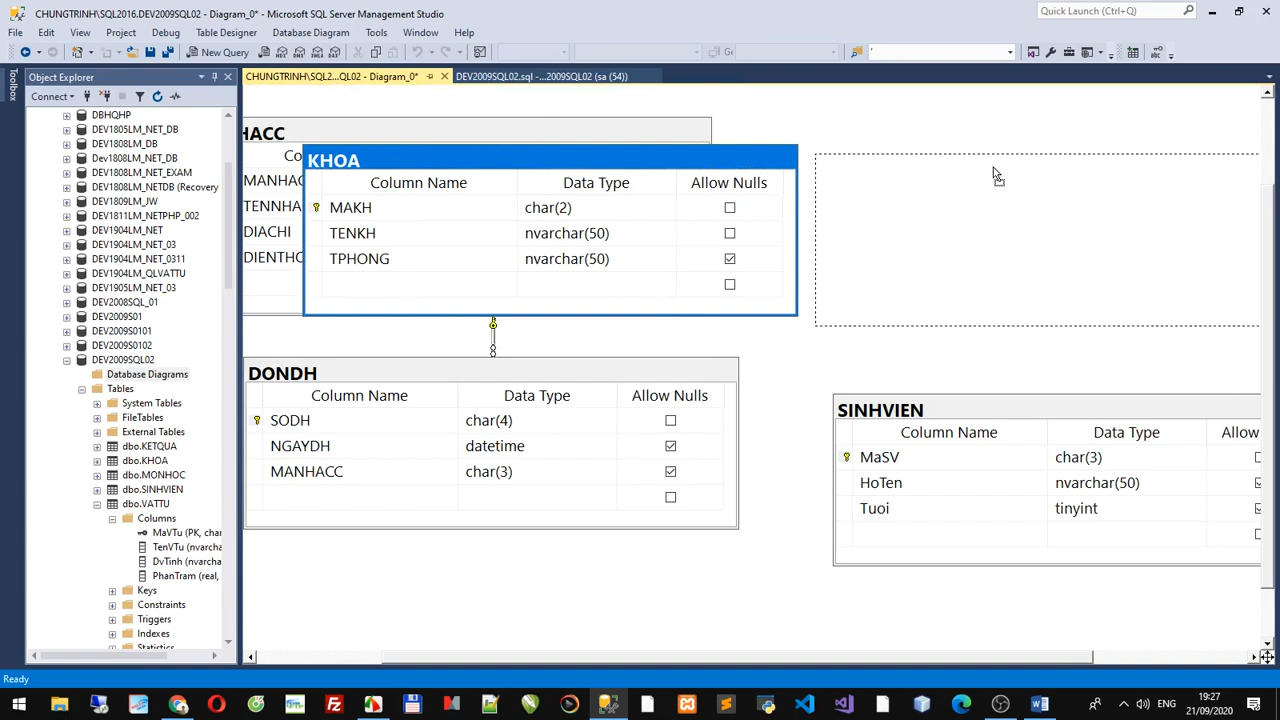 CHUNGTRINH\SQL2016.DEV2009SQL02 - Diagram_0* - Microsoft SQL Server Management Studio
Quick Launch (Ctrl+Q)
File Edit View Project Debug Table Designer Database Diagram Tools Window Help
New Query
Object Explorer
CHUNGTRINH\SQL2...QL02 - Diagram_0*
DEV2009SQL02.sql -...2009SQL02 (sa (54))
Toolbox
Connect
DBHQHP
DEV1805LM_NET_DB
DEV1808LM_DB
Dev1808LM_NET_DB
DEV1808LM_NET_EXAM
DEV1808LM_NETDB (Recovery
DEV1809LM_JW
DEV1811LM_NETPHP_002
DEV1904LM_NET
DEV1904LM_NET_03
DEV1904LM_NET_0311
DEV1904LM_QLVATTU
DEV1905LM_NET_03
DEV2008SQL_01
DEV2009S01
DEV2009S0101
DEV2009S0102
DEV2009SQL02
Database Diagrams
Tables
System Tables
FileTables
External Tables
dbo.KETQUA
dbo.KHOA
dbo.MONHOC
dbo.SINHVIEN
dbo.VATTU
Columns
MaVTu (PK, char
TenVTu (nvarcha
DvTinh (nvarcha
PhanTram (real,
Keys
Constraints
Triggers
Indexes
Statistics
HACC
Co
MANHAC
TENNHA
DIACHI
DIENTHO
KHOA
Column Name Data Type Allow Nulls
MAKH char(2)
TENKH nvarchar(50)
TPHONG nvarchar(50)
DONDH
Column Name Data Type Allow Nulls
SODH char(4)
NGAYDH datetime
MANHACC char(3)
SINHVIEN
Column Name Data Type Allow
MaSV char(3)
HoTen nvarchar(50)
Tuoi tinyint
Ready
19:27
21/09/2020